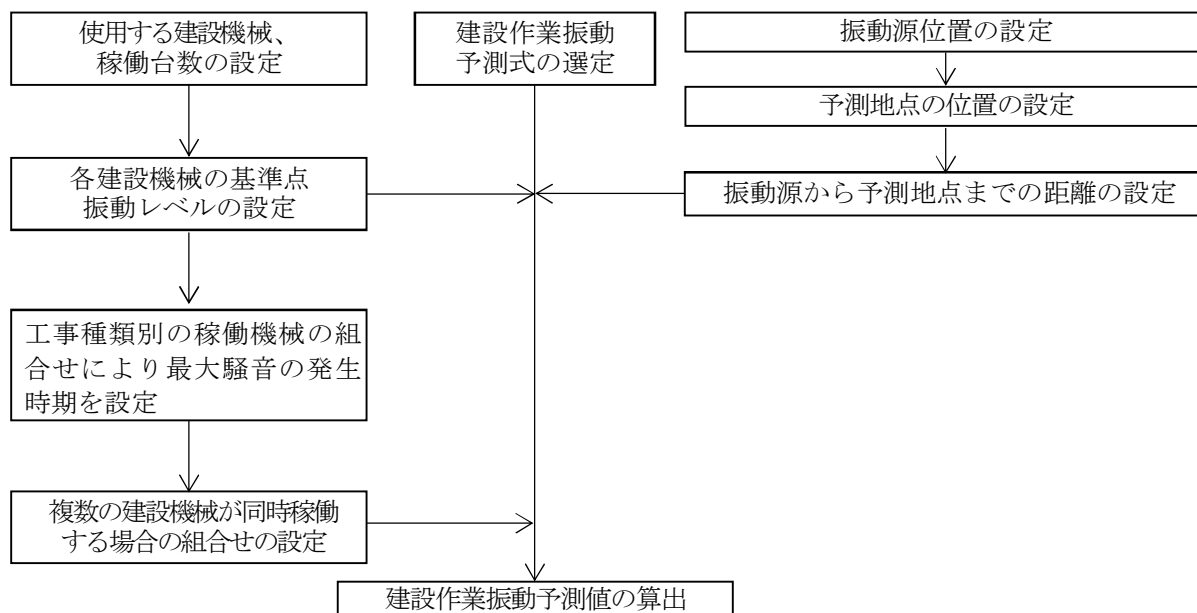 使用する建設機械、
稼働台数の設定
建設作業振動
予測式の選定
振動源位置の設定
予測地点の位置の設定
各建設機械の基準点
振動レベルの設定
振動源から予測地点までの距離の設定
工事種類別の稼働機械の組
合せにより最大騒音の発生
時期を設定
複数の建設機械が同時稼働
する場合の組合せの設定
建設作業振動予測値の算出